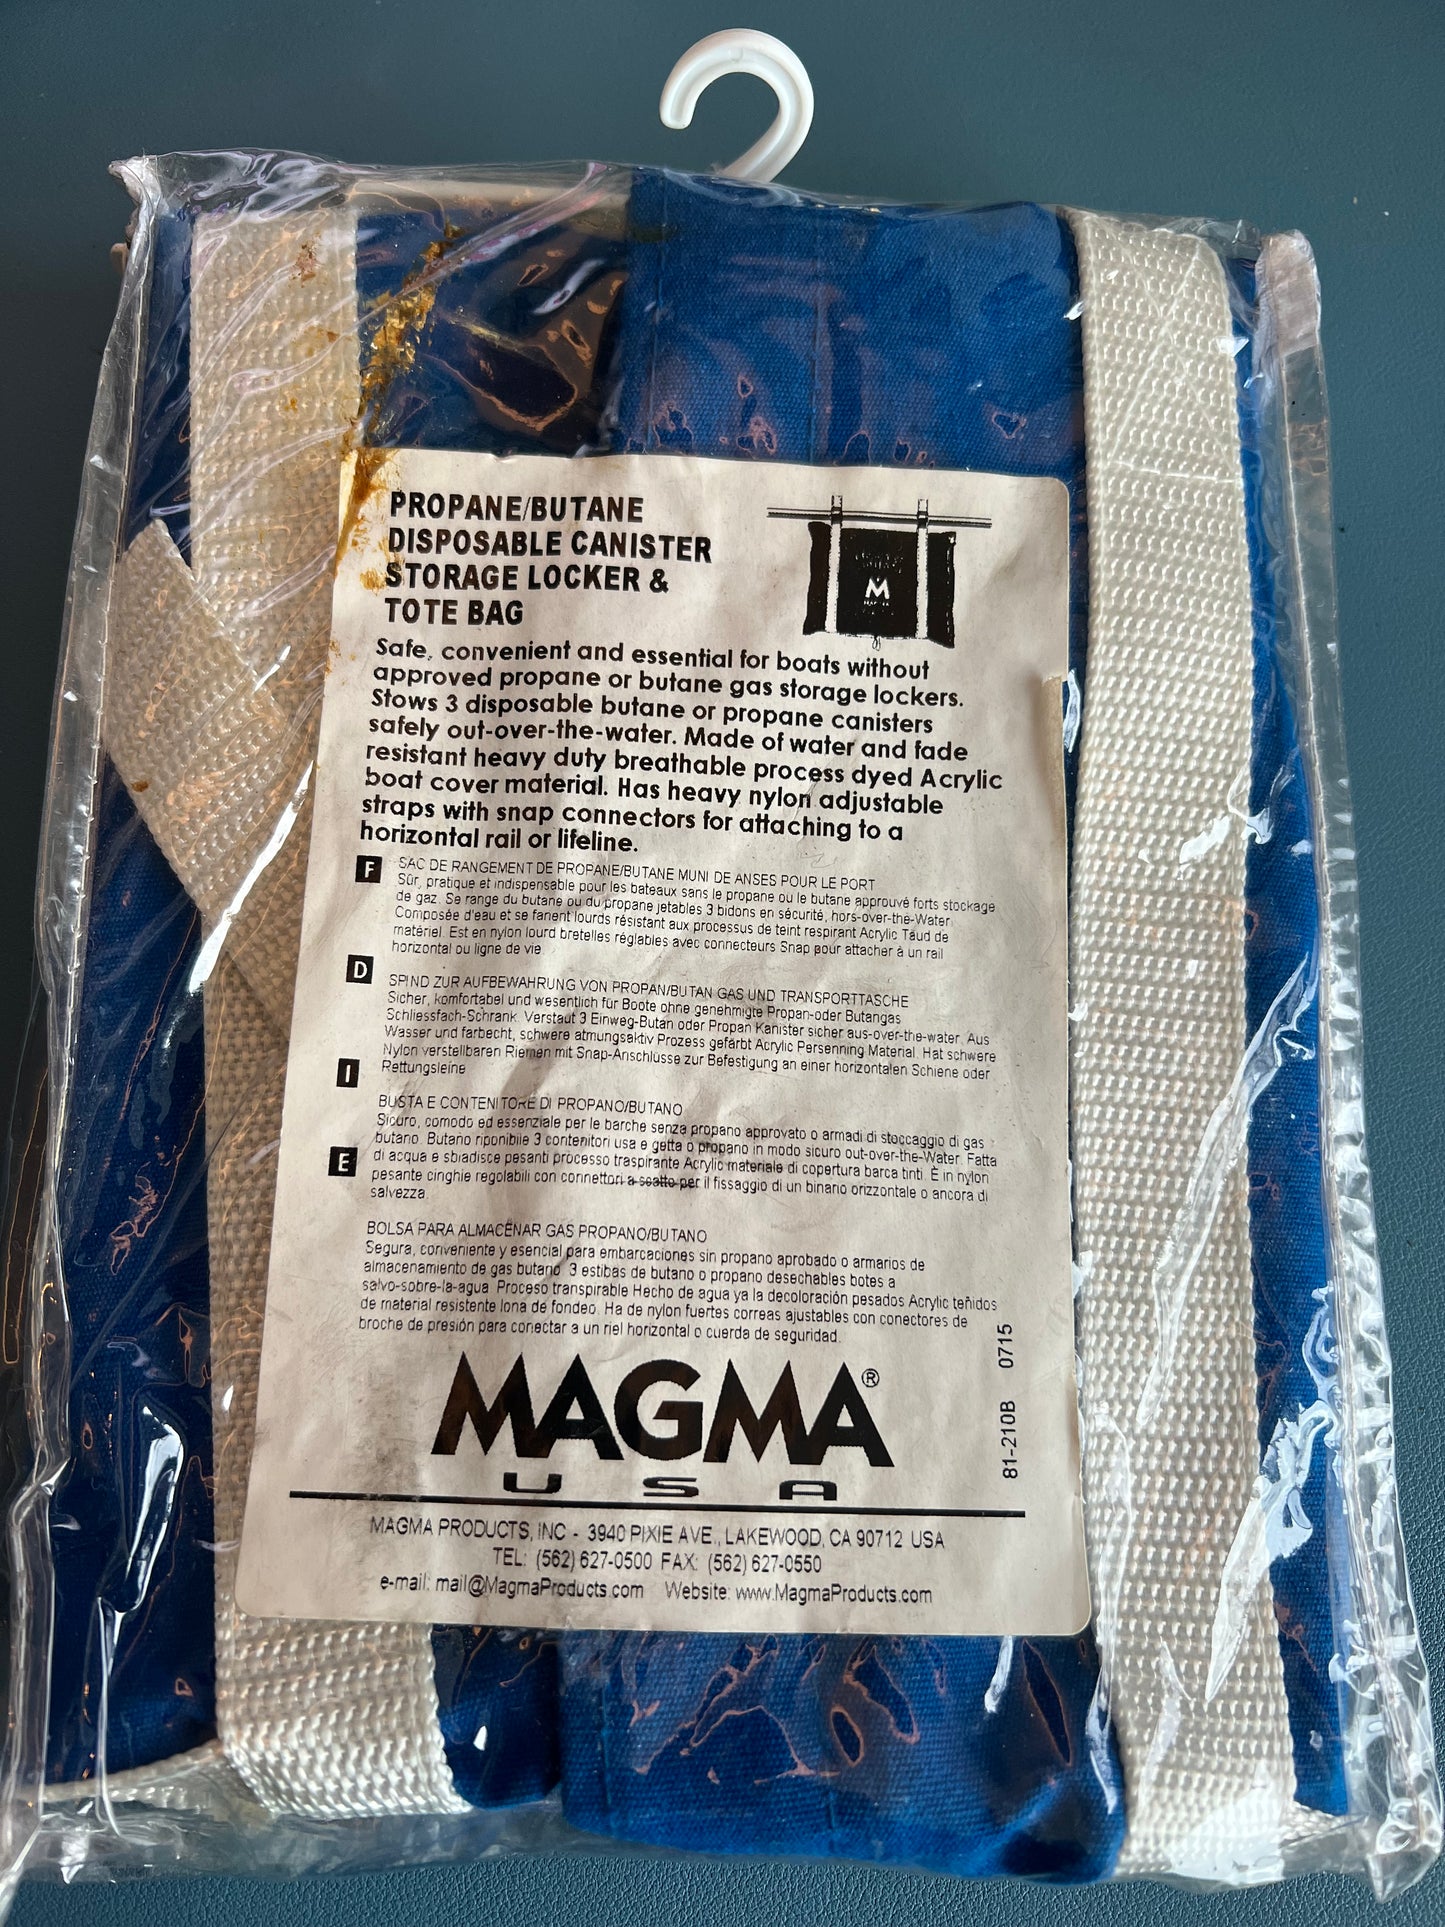 PROPANE/BUTANE
DISPOSABLE CANISTER
STORAGE LOCKER &
TOTE BAG
M
MAGMA
Safe, convenient and essential for boats without
approved propane or butane gas storage lockers.
Stows 3 disposable butane or propane canisters
safely out-over-the-water. Made of water and fade
resistant heavy duty breathable process dyed Acrylic
boat cover material. Has heavy nylon adjustable
straps with snap connectors for attaching to a
horizontal rail or lifeline.
F
SAC DE RANGEMENT DE PROPANE/BUTANE MUNI DE ANSES POUR LE PORT
Sûr, pratique et indispensable pour les bateaux sans le propane ou le butane approuvé forts stockage
de gaz. Se range du butane ou du propane jetables 3 bidons en sécurité, hors-over-the-Water.
Composée d'eau et se fanent lourds résistant aux processus de teint respirant Acrylic Taud de
matériel. Est en nylon lourd bretelles réglables avec connecteurs Snap pour attacher à un rail
horizontal ou ligne de vie
D
SPIND ZUR AUFBEWAHRUNG VON PROPAN/BUTAN GAS UND TRANSPORTTASCHE
Sicher, komfortabel und wesentlich für Boote ohne genehmigte Propan-oder Butangas
Schliessfach-Schrank. Verstaut 3 Einweg-Butan oder Propan Kanister sicher aus-over-the-water. Aus
Wasser und farbecht, schwere atmungsaktiv Prozess gefärbt Acrylic Persenning Material. Hat schwere
Nylon verstellbaren Riemen mit Snap-Anschlüsse zur Befestigung an einer horizontalen Schiene oder
Rettungsleine
I
BUSTA E CONTENITORE DI PROPANO/BUTANO
Sicuro, comodo ed essenziale per le barche senza propano approvato o armadi di stoccaggio di gas
butano. Butano riponibile 3 contenitori usa e getta o propano in modo sicuro out-over-the-Water. Fatta
di acqua e sbiadisce pesanti processo traspirante Acrylic materiale di copertura barca tinti. È in nylon
pesante cinghie regolabili con connettori a scatto per il fissaggio di un binario orizzontale o ancora di
salvezza.
E
BOLSA PARA ALMACENAR GAS PROPANO/BUTANO
Segura, conveniente y esencial para embarcaciones sin propano aprobado o armarios de
almacenamiento de gas butano. 3 estibas de butano o propano desechables botes a
salvo-sobre-la-agua. Proceso transpirable Hecho de agua ya la decoloración pesados Acrylic teñidos
de material resistente lona de fondeo. Ha de nylon fuertes correas ajustables con conectores de
broche de presión para conectar a un riel horizontal o cuerda de seguridad.
81-210B 0715
MAGMA®
USA
MAGMA PRODUCTS, INC - 3940 PIXIE AVE., LAKEWOOD, CA 90712 USA
TEL: (562) 627-0500 FAX: (562) 627-0550
e-mail: mail@MagmaProducts.com Website: www.MagmaProducts.com